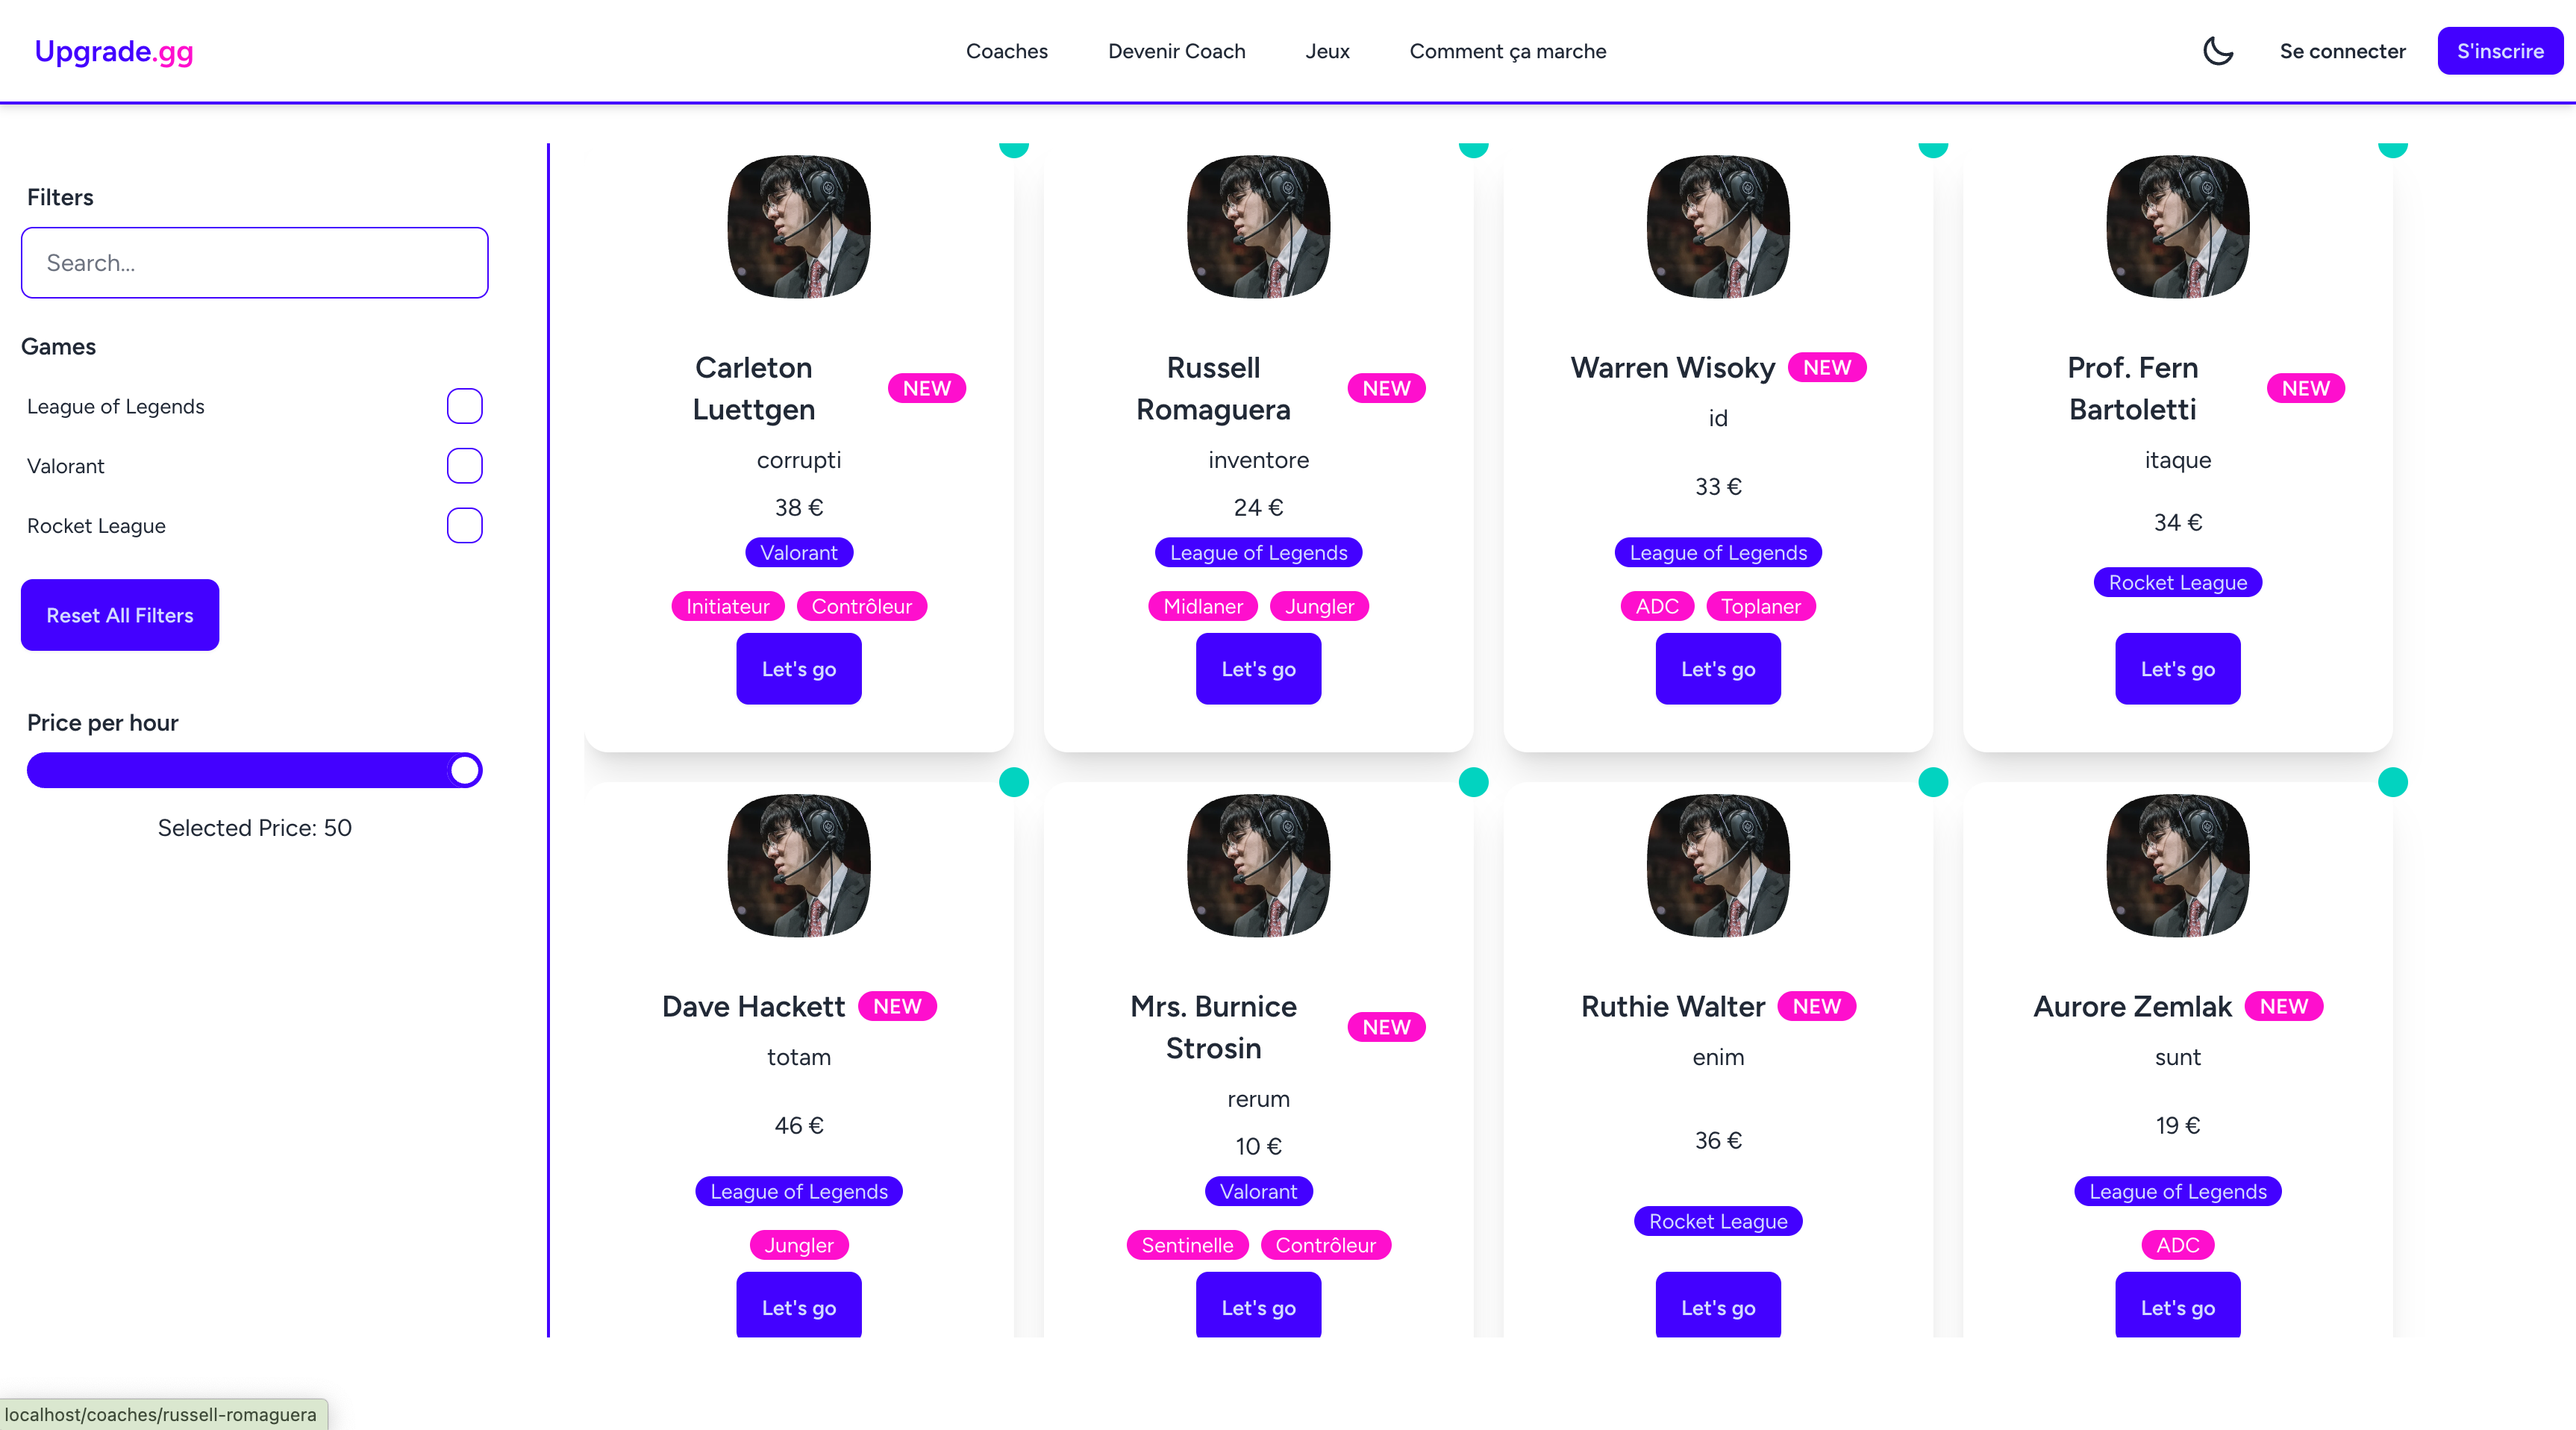 Upgrade.gg
Coaches
Devenir Coach
Jeux
Comment ça marche
Se connecter
S'inscrire
Filters
Search...
Games
League of Legends
Valorant
Rocket League
Reset All Filters
Price per hour
Selected Price: 50
Carleton
Luettgen
NEW
corrupti
38 €
Valorant
Initiateur Contrôleur
Let's go
Russell
Romaguera
NEW
inventore
24 €
League of Legends
Midlaner Jungler
Let's go
Warren Wisoky NEW
id
33 €
League of Legends
ADC Toplaner
Let's go
Prof. Fern
Bartoletti
NEW
itaque
34 €
Rocket League
Let's go
Dave Hackett NEW
totam
46 €
League of Legends
Jungler
Let's go
Mrs. Burnice
Strosin
NEW
rerum
10 €
Valorant
Sentinelle Contrôleur
Let's go
Ruthie Walter NEW
enim
36 €
Rocket League
Let's go
Aurore Zemlak NEW
sunt
19 €
League of Legends
ADC
Let's go
localhost/coaches/russell-romaguera